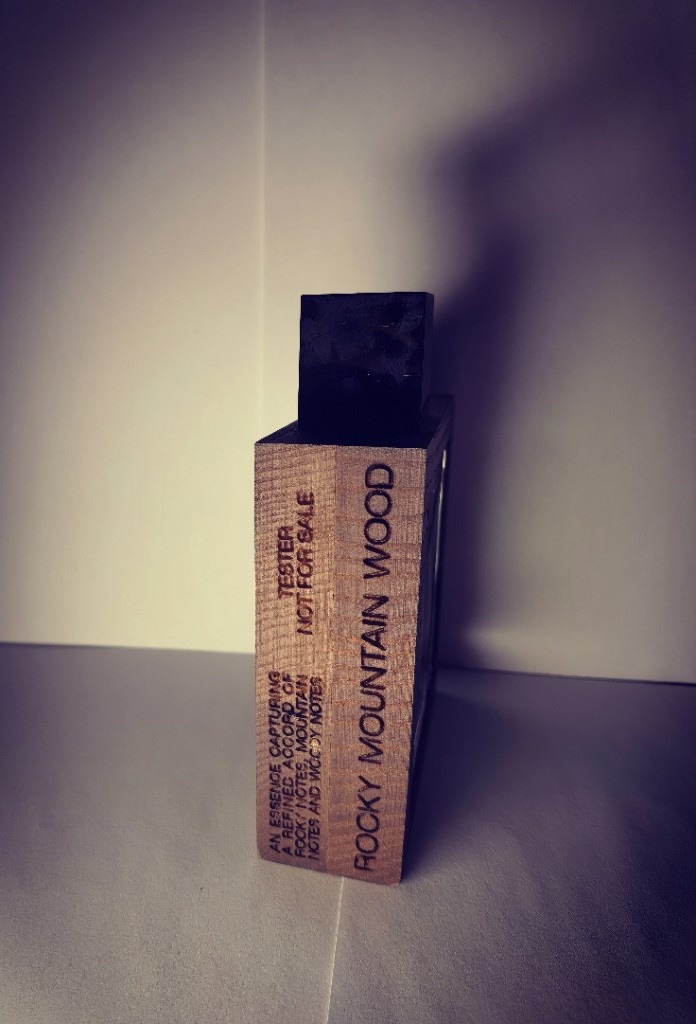 ROCKY MOUNTAIN WOOD
TESTER
NOT FOR SALE
AN ESSENCE CAPTURING
A REFINED ACCORD OF
ROCKY NOTES, MOUNTAIN
NOTES AND WOODY NOTES